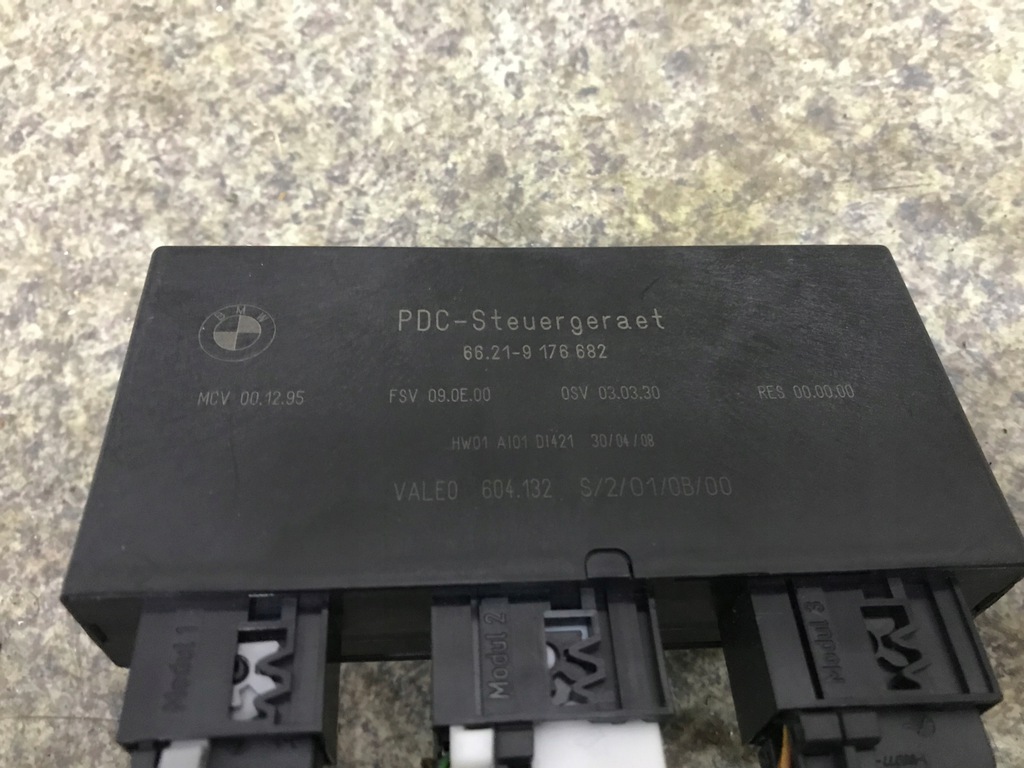 BMW
PDC-Steuergeraet
66.21-9 176 682
MCV 00.12.95 FSV 09.0E.00 OSV 03.03.30 RES 00.00.00
HW01 AI01 DI421 30/04/08
VALEO 604.132 S/2/01/0B/00
Modul 1 Modul 2 Modul 3